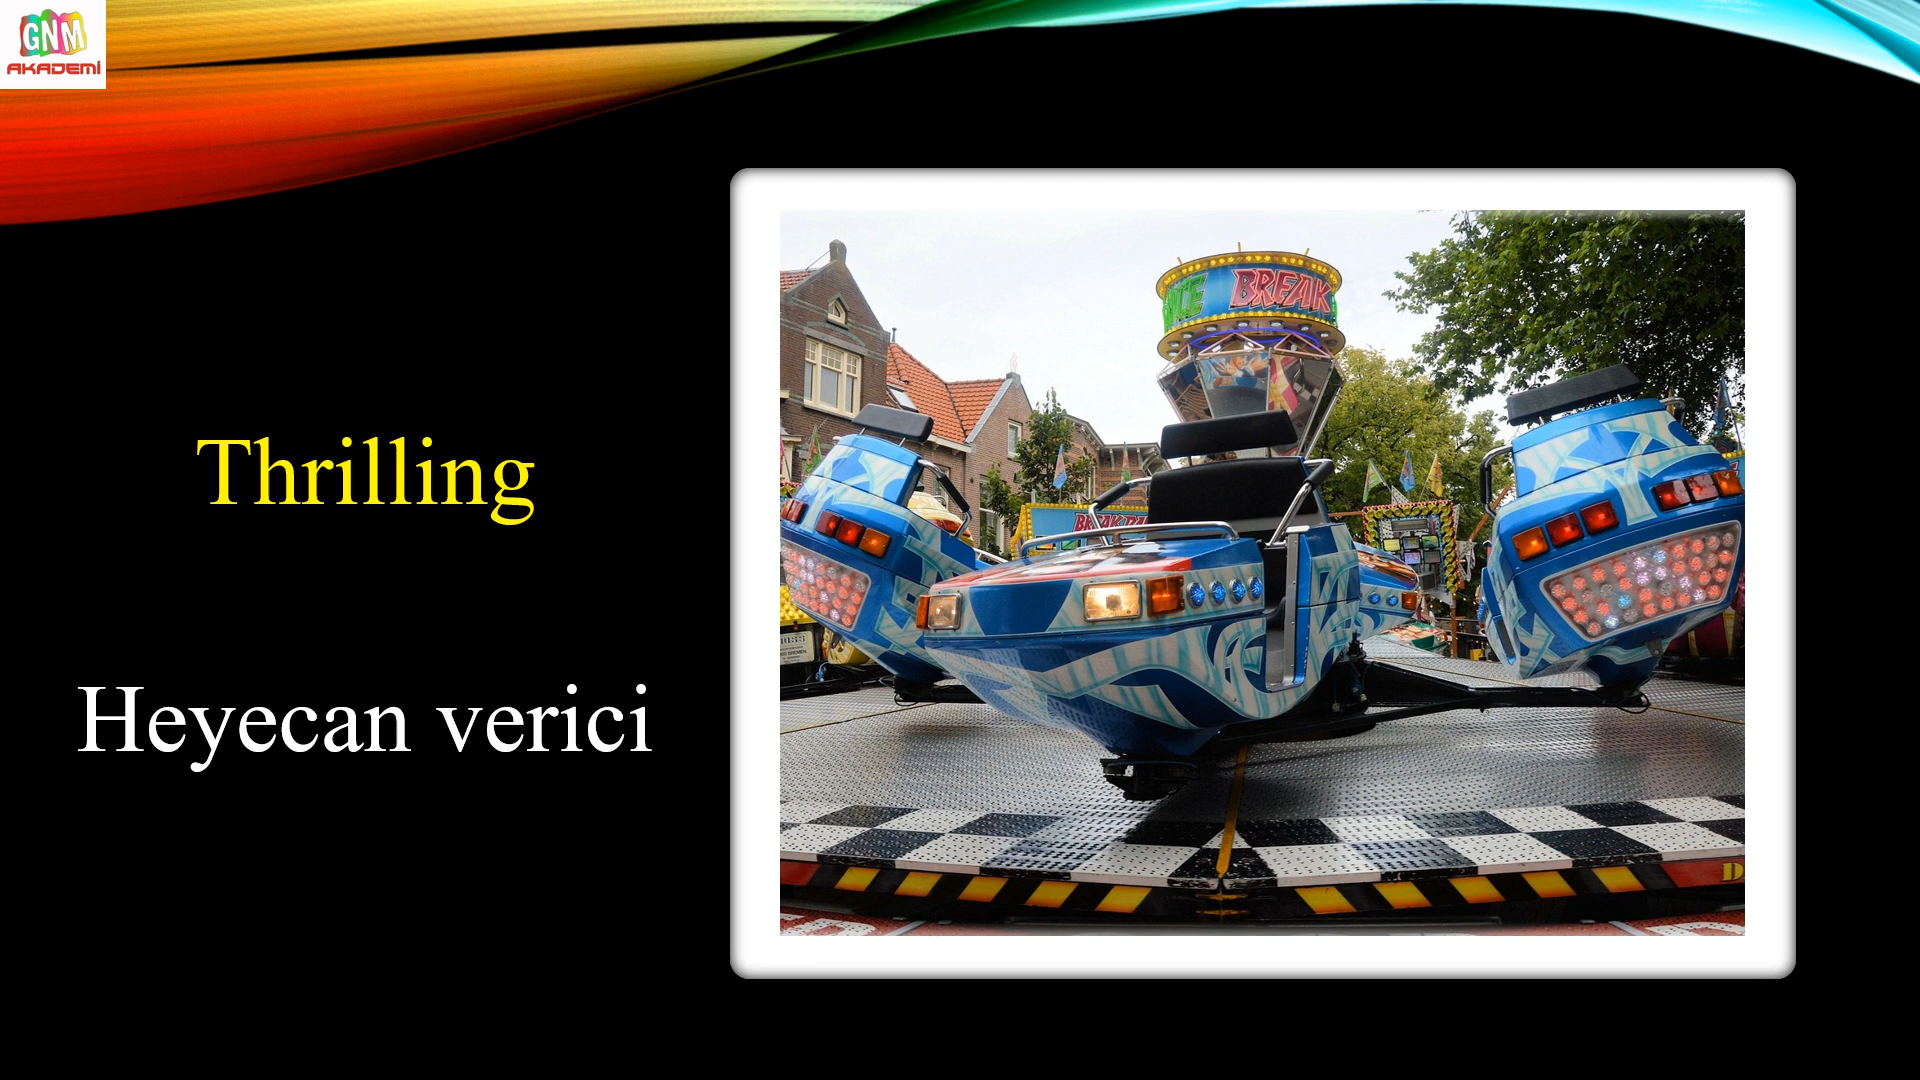 GNM
AKADEMİ
Thrilling
Heyecan verici
BREAK